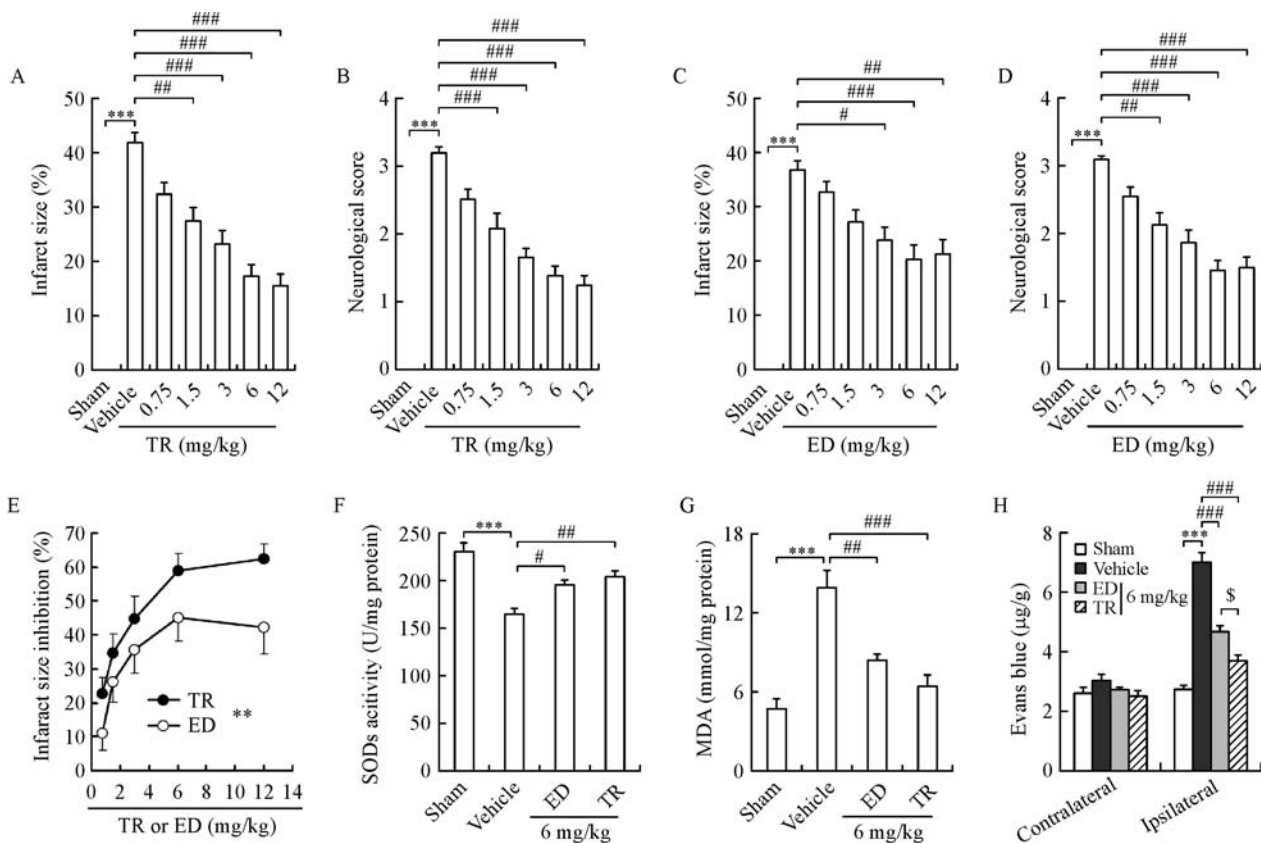 A
###
###
###
##
***
50
40
30
20
10
0
Infarct size (%)
Sham
Vehicle
0.75
1.5
3
6
12
TR (mg/kg)
B
###
###
###
###
***
4
3
2
1
0
Neurological score
Sham
Vehicle
0.75
1.5
3
6
12
TR (mg/kg)
C
##
###
#
***
50
40
30
20
10
0
Infarct size (%)
Sham
Vehicle
0.75
1.5
3
6
12
ED (mg/kg)
D
###
###
###
##
***
4
3
2
1
0
Neurological score
Sham
Vehicle
0.75
1.5
3
6
12
ED (mg/kg)
E
70
60
50
40
30
20
10
0
Infaract size inhibition (%)
TR
ED
**
0 2 4 6 8 10 12 14
TR or ED (mg/kg)
F
***
##
#
250
200
150
100
50
0
SODs acitivity (U/mg protein)
Sham
Vehicle
ED
TR
6 mg/kg
G
###
***
##
18
12
6
0
MDA (mmol/mg protein)
Sham
Vehicle
ED
TR
6 mg/kg
H
###
###
***
$
8
6
4
2
0
Evans blue (μg/g)
Sham
Vehicle
ED
TR
6 mg/kg
Contralateral
Ipsilateral